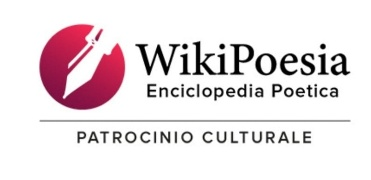 WikiPoesia
Enciclopedia Poetica
PATROCINIO CULTURALE